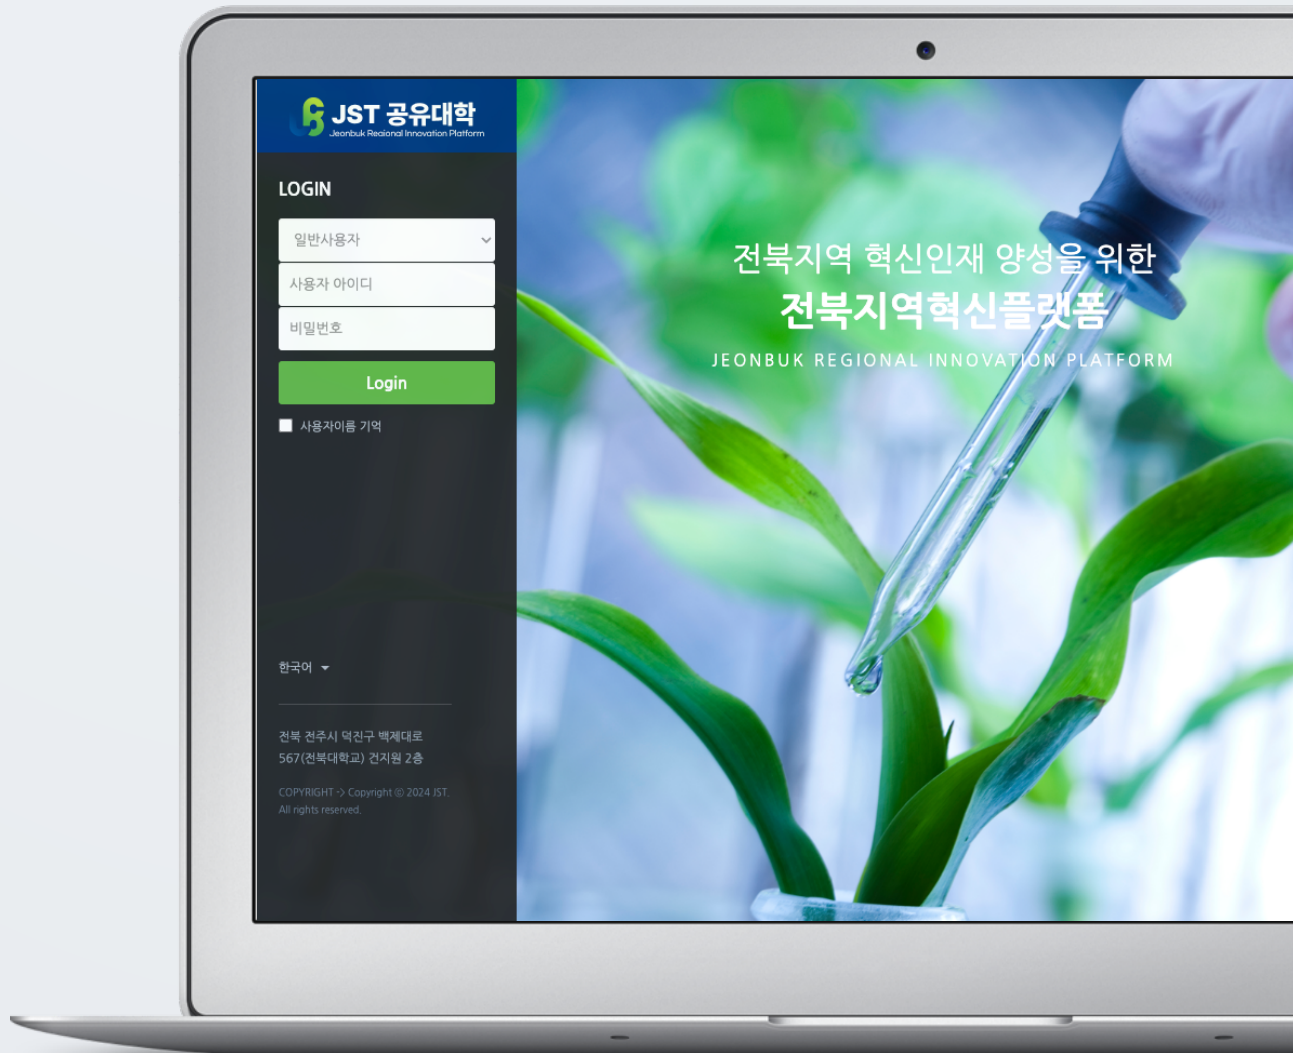 JST 공유대학
Jeonbuk Regional Innovation Platform
LOGIN
일반사용자
사용자 아이디
비밀번호
Login
사용자이름 기억
한국어
전북 전주시 덕진구 백제대로
567(전북대학교) 건지원 2층
COPYRIGHT -> Copyright ⓒ 2024 JST.
All rights reserved.
전북지역 혁신인재 양성을 위한
전북지역혁신플랫폼
JEONBUK REGIONAL INNOVATION PLATFORM